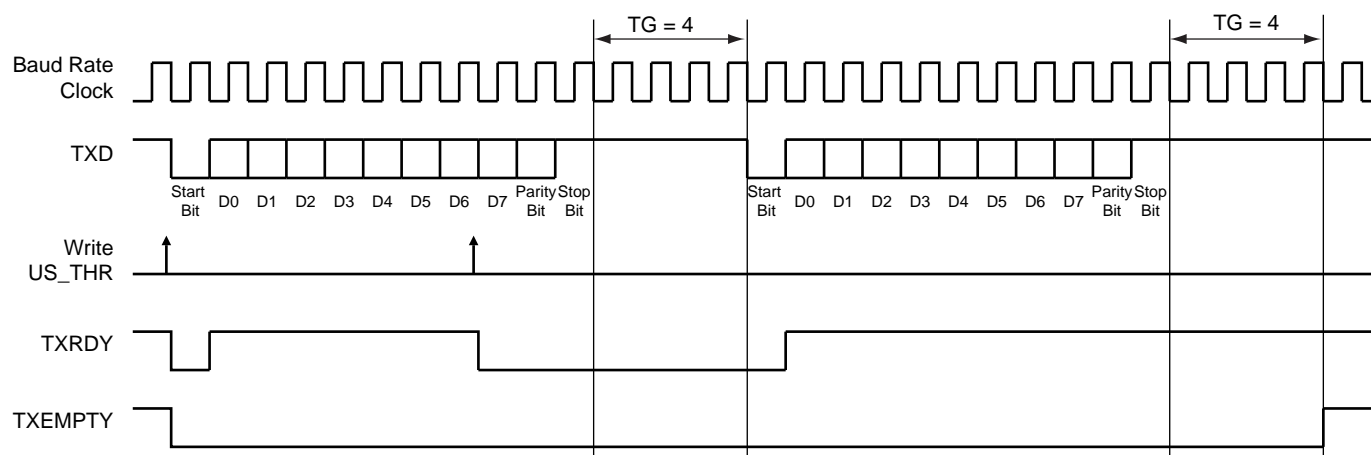 TG = 4
TG = 4
Baud Rate
Clock
TXD
Start
Bit
D0
D1
D2
D3
D4
D5
D6
D7
Parity
Bit
Stop
Bit
Start
Bit
D0
D1
D2
D3
D4
D5
D6
D7
Parity
Bit
Stop
Bit
Write
US_THR
TXRDY
TXEMPTY